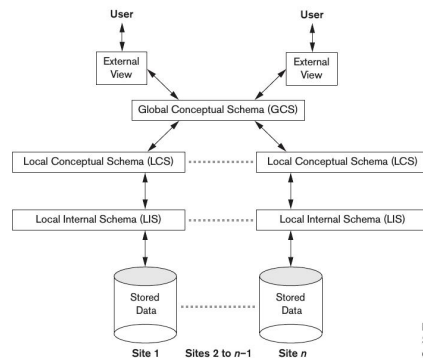 User User
External External
View View
Global Conceptual Schema (GCS)
Local Conceptual Schema (LCS) Local Conceptual Schema (LCS)
Local Internal Schema (LIS) Local Internal Schema (LIS)
Stored Stored
Data Data
Site 1 Sites 2 to n–1 Site n